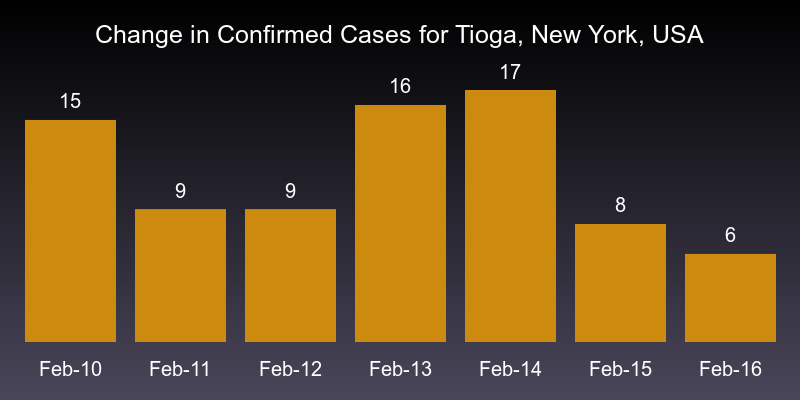 Change in Confirmed Cases for Tioga, New York, USA
15 9 9 16 17 8 6
Feb-10 Feb-11 Feb-12 Feb-13 Feb-14 Feb-15 Feb-16